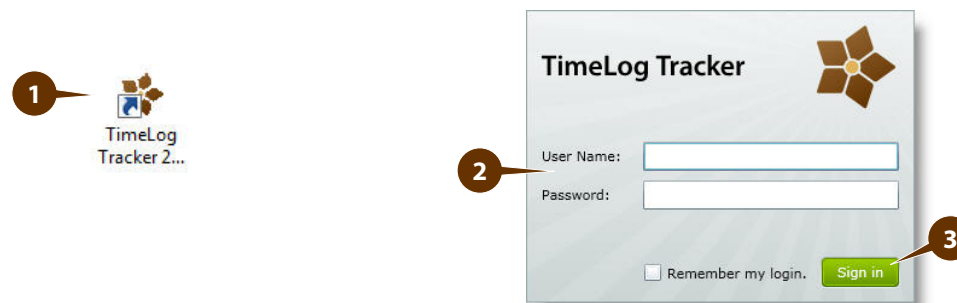 1
TimeLog
Tracker 2...
TimeLog Tracker
2
User Name:
Password:
3
Remember my login.
Sign in